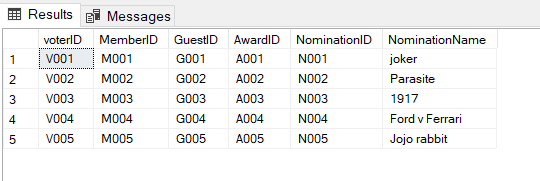 Results Messages
voterID MemberID GuestID AwardID NominationID NominationName
1 V001 M001 G001 A001 N001 joker
2 V002 M002 G002 A002 N002 Parasite
3 V003 M003 G003 A003 N003 1917
4 V004 M004 G004 A004 N004 Ford v Ferrari
5 V005 M005 G005 A005 N005 Jojo rabbit